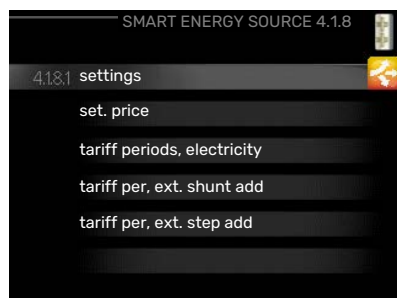 SMART ENERGY SOURCE 4.1.8
4.1.8.1 settings
set. price
tariff periods, electricity
tariff per, ext. shunt add
tariff per, ext. step add